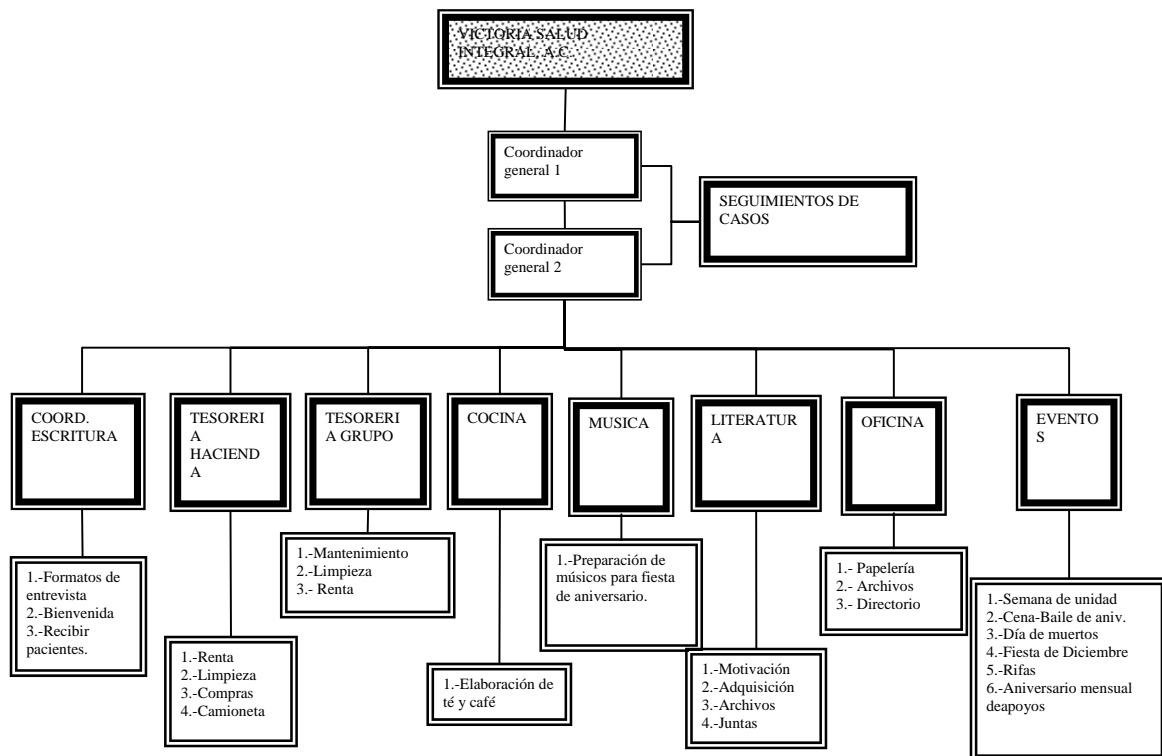 VICTORIA SALUD
INTEGRAL, A.C.
Coordinador
general 1
SEGUIMIENTOS DE
CASOS
Coordinador
general 2
COORD.
ESCRITURA
TESORERI
A
HACIEND
A
TESORERI
A GRUPO
COCINA
MUSICA
LITERATUR
A
OFICINA
EVENTO
S
1.-Formatos de
entrevista
2.-Bienvenida
3.-Recibir
pacientes.
1.-Renta
2.-Limpieza
3.-Compras
4.-Camioneta
1.-Mantenimiento
2.-Limpieza
3.- Renta
1.-Elaboración de
té y café
1.-Preparación de
músicos para fiesta
de aniversario.
1.-Motivación
2.-Adquisición
3.-Archivos
4.-Juntas
1.- Papelería
2.- Archivos
3.- Directorio
1.-Semana de unidad
2.-Cena-Baile de aniv.
3.-Día de muertos
4.-Fiesta de Diciembre
5.-Rifas
6.-Aniversario mensual
deapoyos